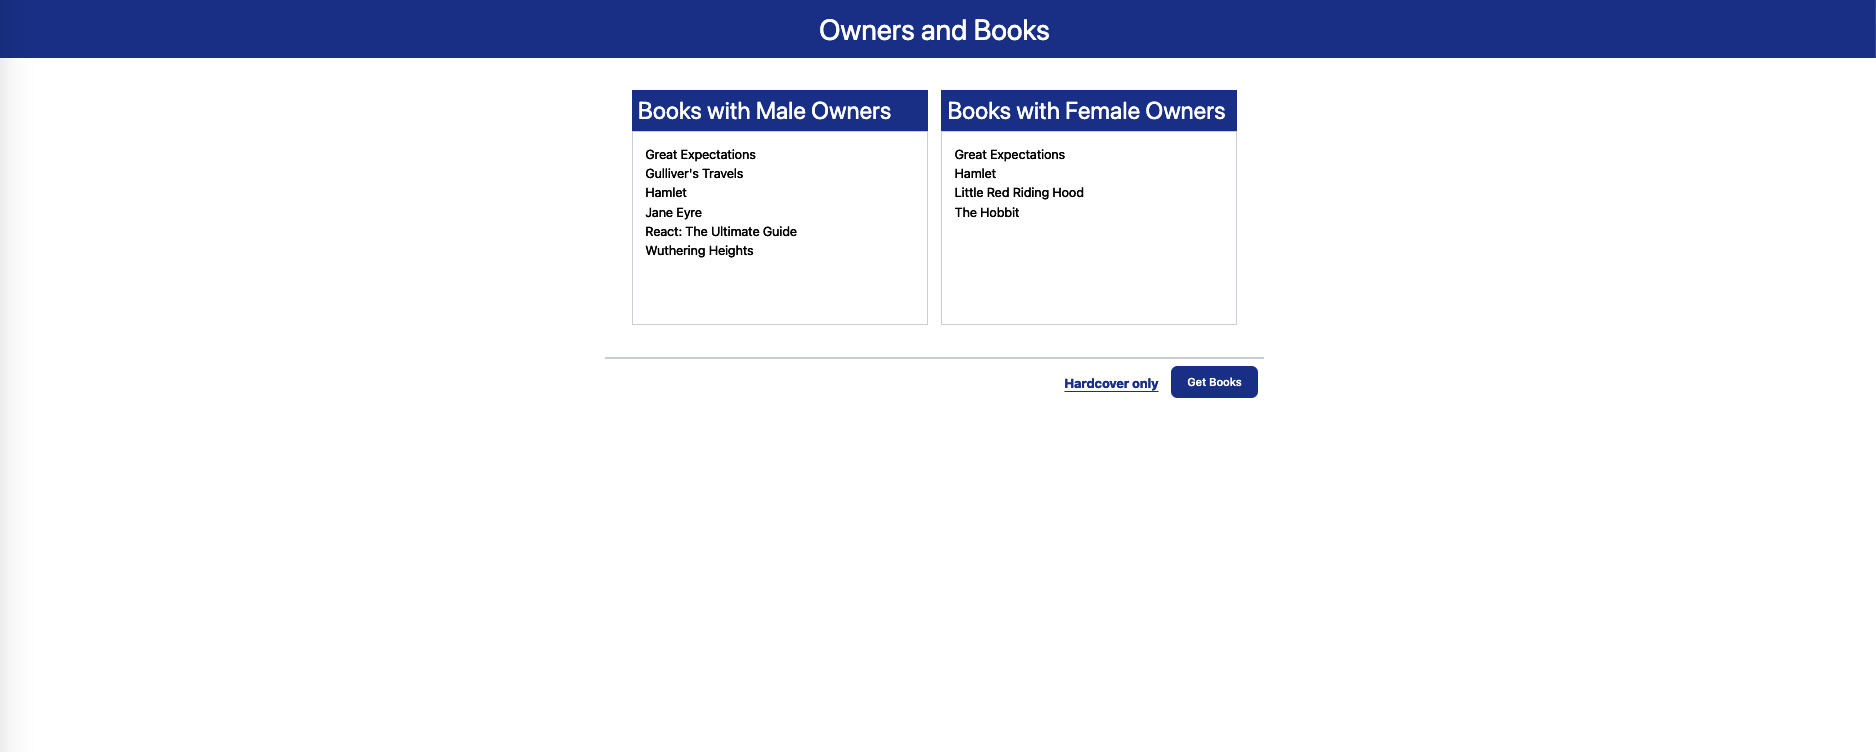 Owners and Books
Books with Male Owners
Great Expectations
Gulliver's Travels
Hamlet
Jane Eyre
React: The Ultimate Guide
Wuthering Heights
Books with Female Owners
Great Expectations
Hamlet
Little Red Riding Hood
The Hobbit
Hardcover only
Get Books